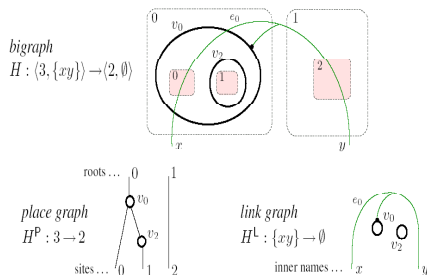 0 v₀ e₀ 1
bigraph
H : ⟨3, {xy}⟩ → ⟨2, ∅⟩
v₂
0 1 2
x y
roots ... 0 1
v₀
place graph
Hᴾ : 3 → 2
v₂
sites ... 0 1 2
link graph
Hᴸ : {xy} → ∅
e₀
v₀
v₂
inner names ... x y